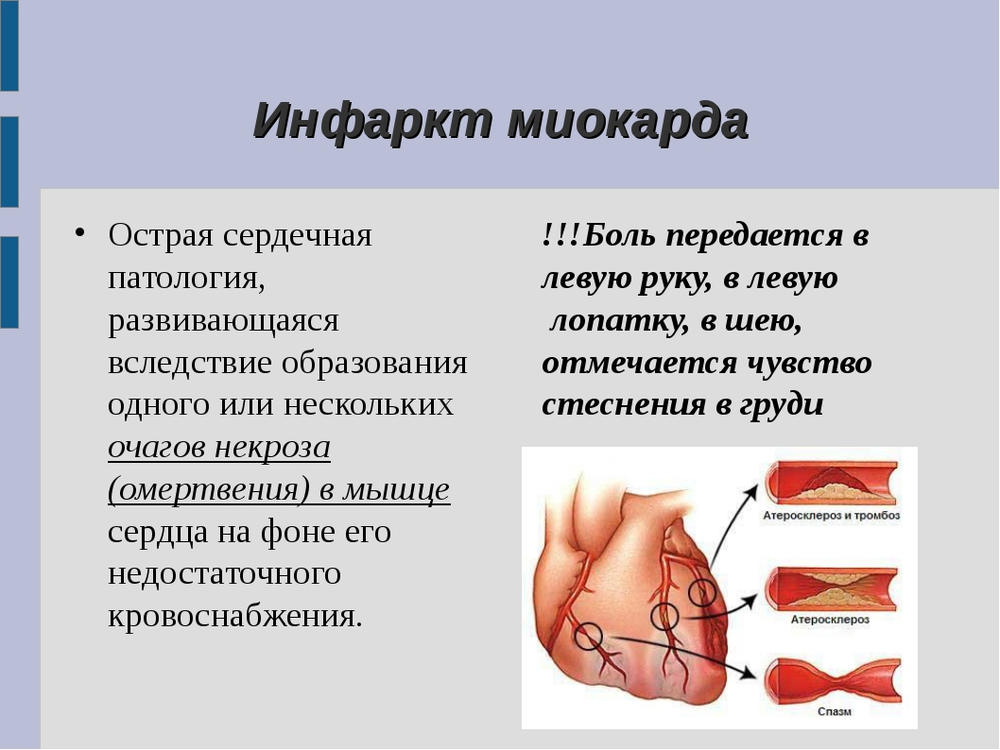 Инфаркт миокарда
• Острая сердечная
патология,
развивающаяся
вследствие образования
одного или нескольких
очагов некроза
(омертвения) в мышце
сердца на фоне его
недостаточного
кровоснабжения.
!!!Боль передается в
левую руку, в левую
лопатку, в шею,
отмечается чувство
стеснения в груди
Атеросклероз и тромбоз
Атеросклероз
Спазм